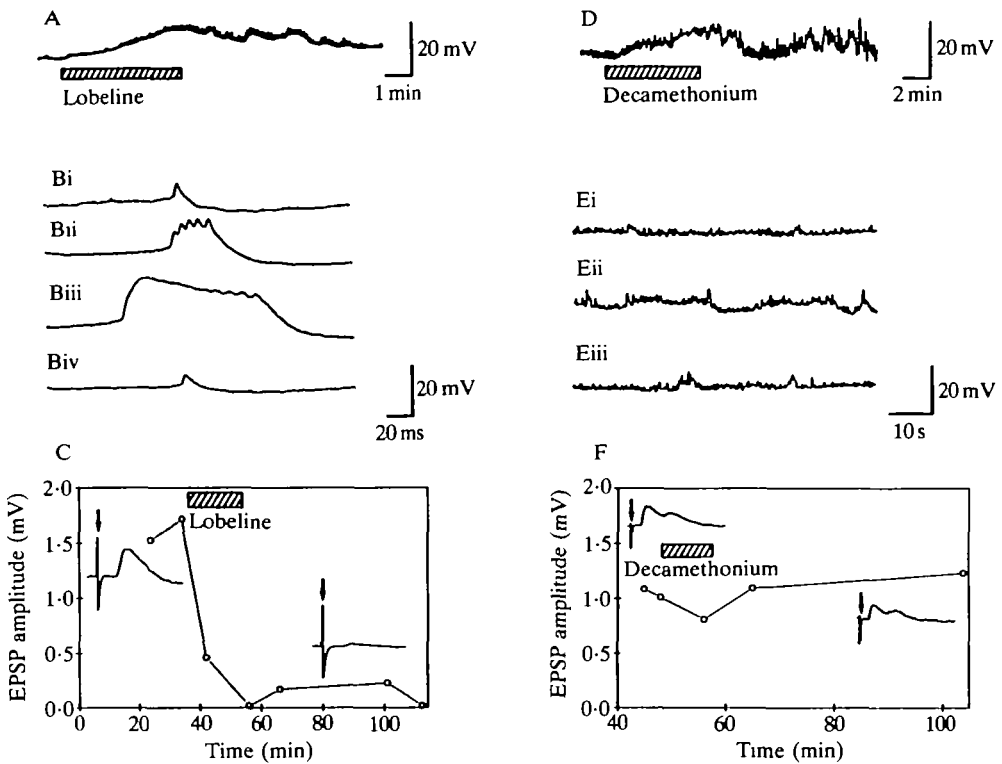 A
20 mV
1 min
Lobeline
D
20 mV
2 min
Decamethonium
Bi
Bii
Biii
Biv
20 mV
20 ms
Ei
Eii
Eiii
20 mV
10 s
C
EPSP amplitude (mV)
2·0
1·5
1·0
0·5
0·0
Lobeline
0 20 40 60 80 100
Time (min)
F
EPSP amplitude (mV)
2·0
1·5
1·0
0·5
0·0
Decamethonium
40 60 80 100
Time (min)